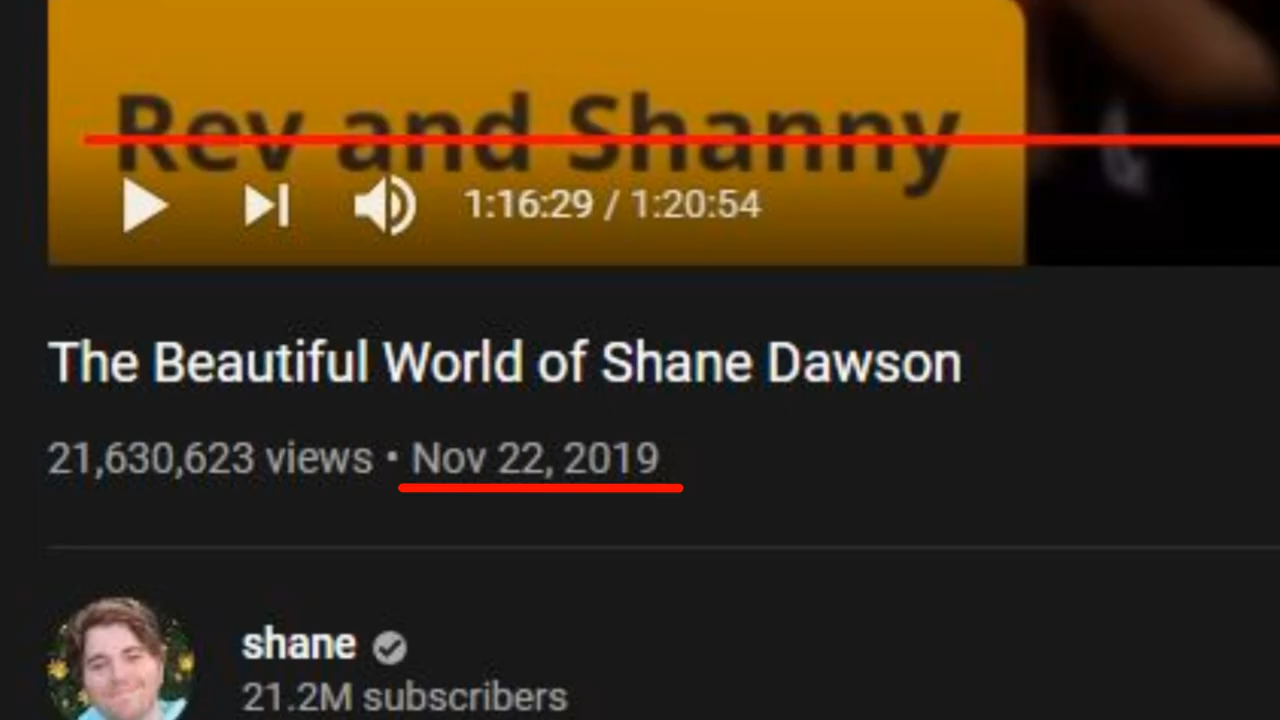 Rev and Shanny
1:16:29 / 1:20:54
The Beautiful World of Shane Dawson
21,630,623 views • Nov 22, 2019
shane
21.2M subscribers